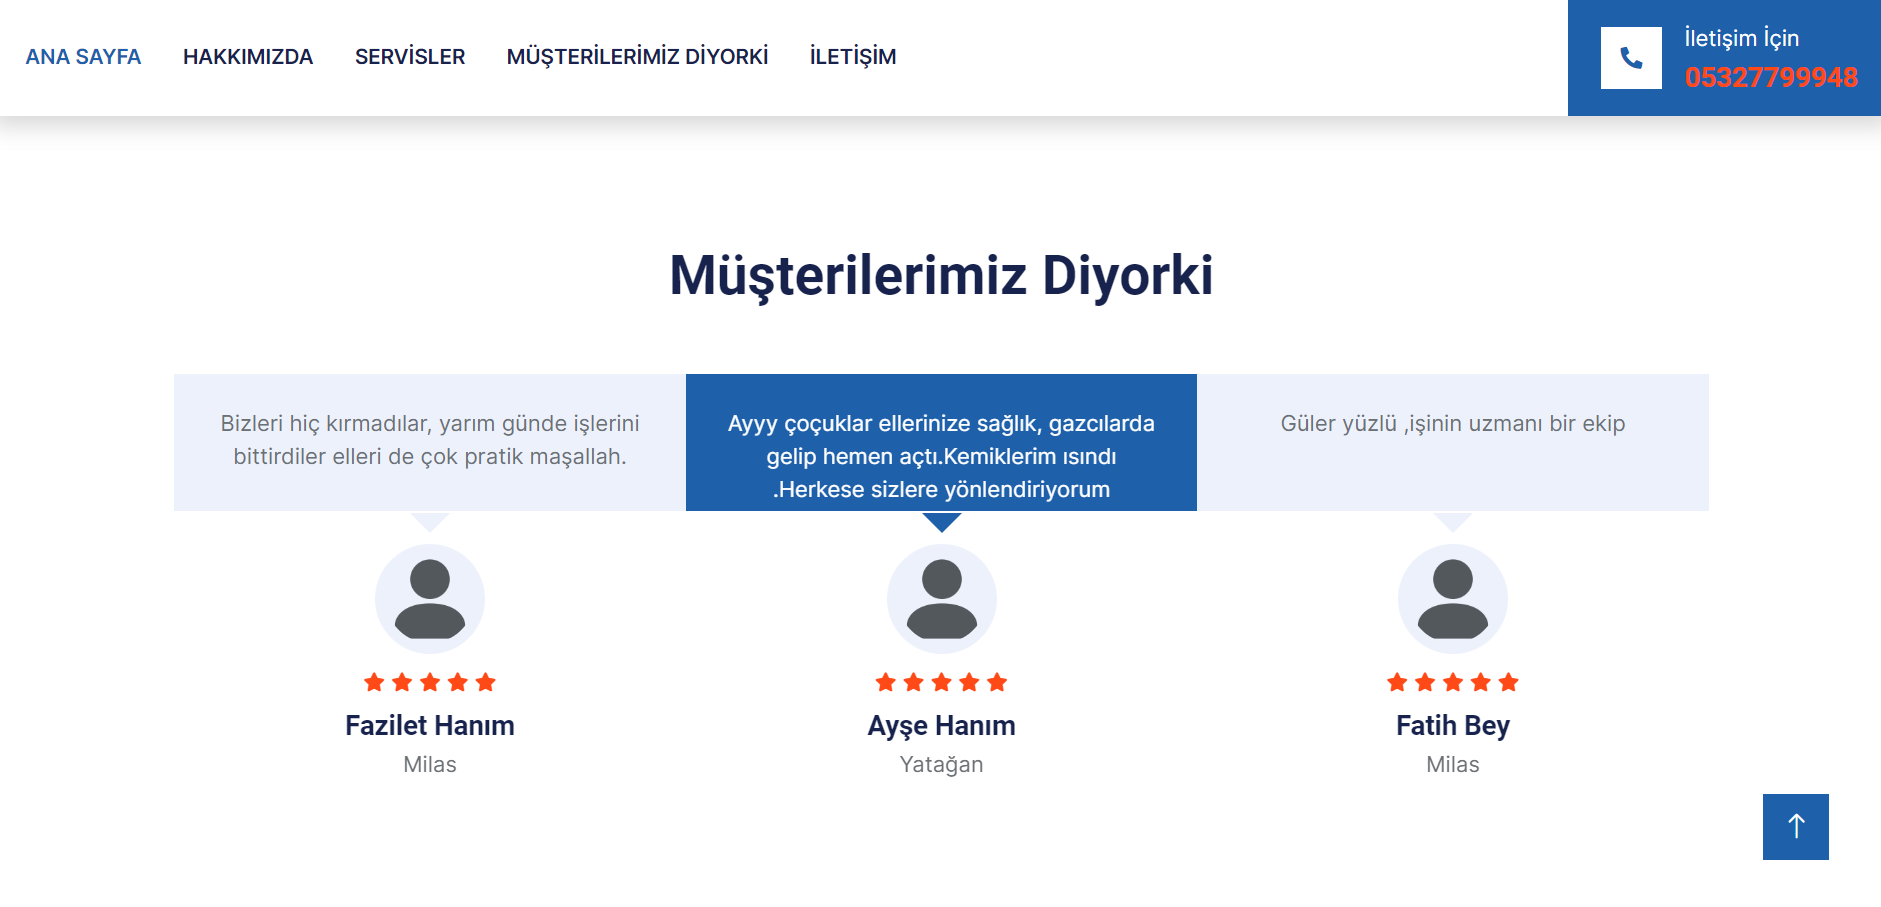 ANA SAYFA HAKKIMIZDA SERVİSLER MÜŞTERİLERİMİZ DİYORKİ İLETİŞİM
İletişim İçin
05327799948
Müşterilerimiz Diyorki
Bizleri hiç kırmadılar, yarım günde işlerini
bittirdiler elleri de çok pratik maşallah.
Fazilet Hanım
Milas
Ayyy çoçuklar ellerinize sağlık, gazcılarda
gelip hemen açtı.Kemiklerim ısındı
.Herkese sizlere yönlendiriyorum
Ayşe Hanım
Yatağan
Güler yüzlü ,işinin uzmanı bir ekip
Fatih Bey
Milas